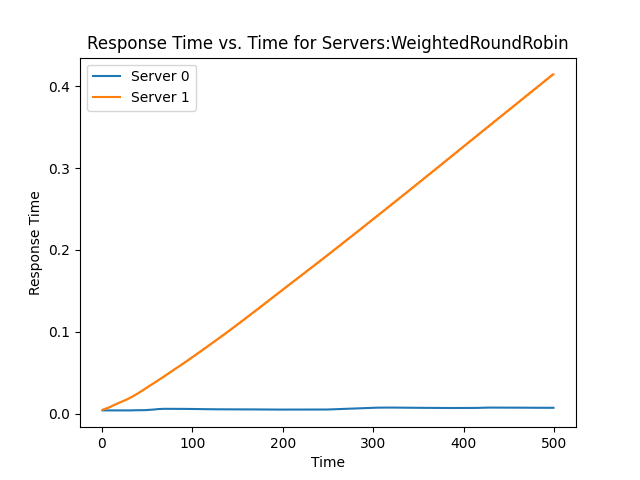 Response Time vs. Time for Servers:WeightedRoundRobin
Server 0
Server 1
0.4
0.3
0.2
0.1
0.0
Response Time
0 100 200 300 400 500
Time